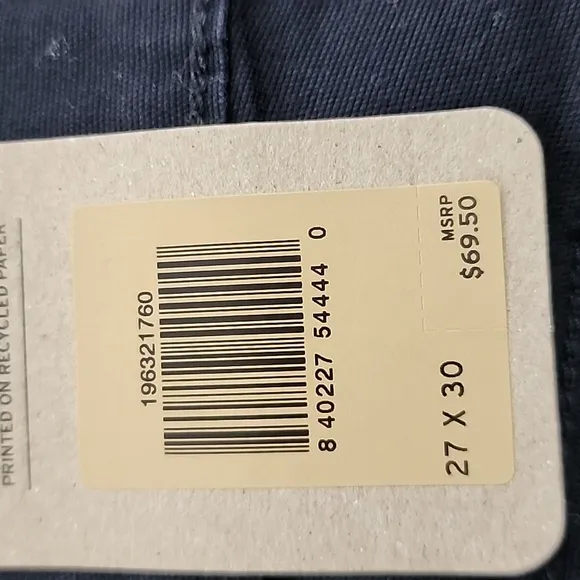 PRINTED ON RECYCLED PAPER
196321760
8 40227 54444 0
27 X 30
MSRP
$69.50